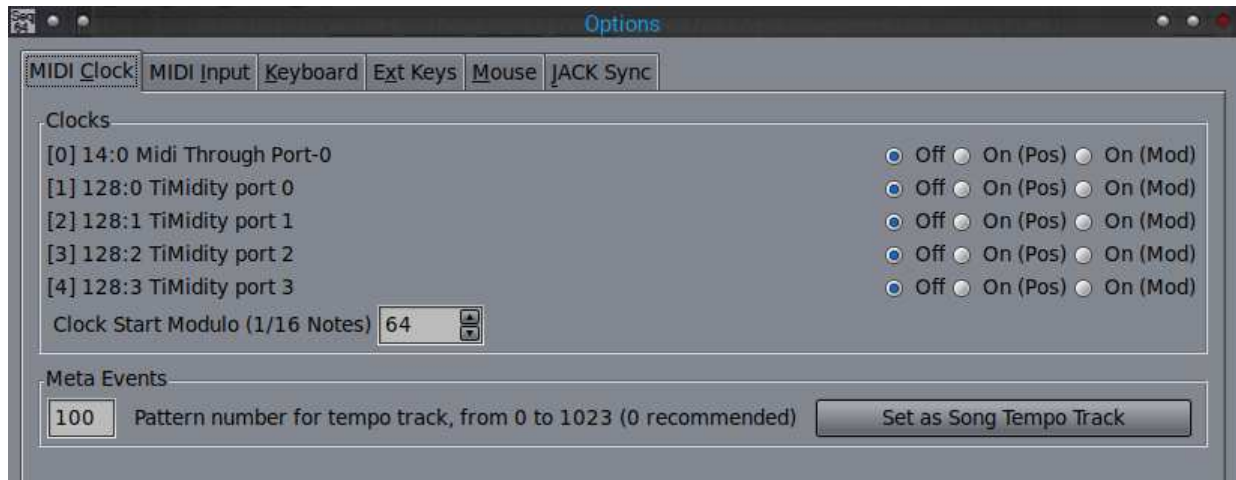 Seq 64
Options
MIDI Clock MIDI Input Keyboard Ext Keys Mouse JACK Sync
Clocks
[0] 14:0 Midi Through Port-0 Off On (Pos) On (Mod)
[1] 128:0 TiMidity port 0 Off On (Pos) On (Mod)
[2] 128:1 TiMidity port 1 Off On (Pos) On (Mod)
[3] 128:2 TiMidity port 2 Off On (Pos) On (Mod)
[4] 128:3 TiMidity port 3 Off On (Pos) On (Mod)
Clock Start Modulo (1/16 Notes) 64
Meta Events
100 Pattern number for tempo track, from 0 to 1023 (0 recommended) Set as Song Tempo Track